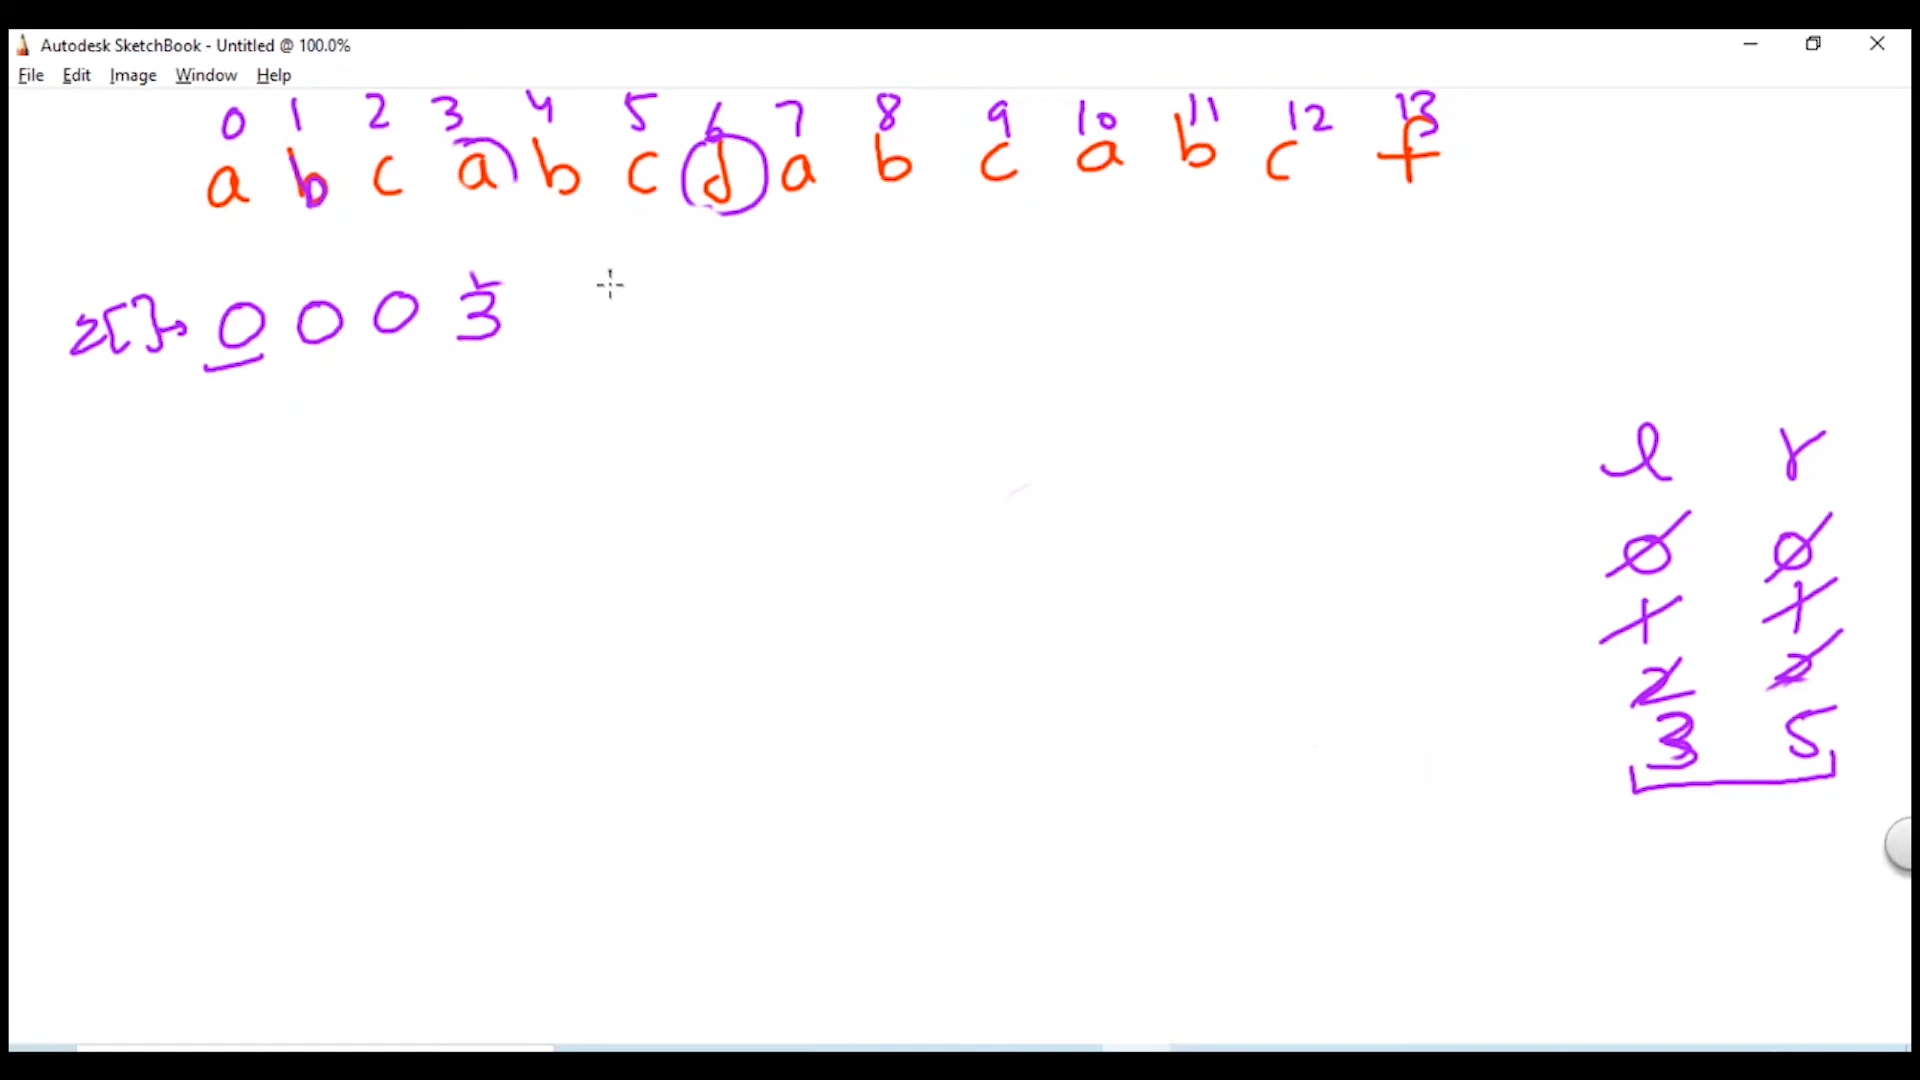 Autodesk SketchBook - Untitled @ 100.0%
File Edit Image Window Help
0 1 2 3 4 5 6 7 8 9 10 11 12 13
a b c a b c d a b c a b c f
z[] → 0 0 0 3
l r
0 0
1 1
2 2
3 5